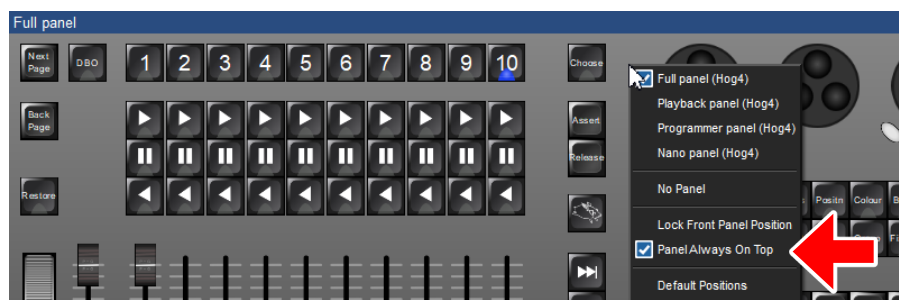 Full panel
Next
Page
DBO
1 2 3 4 5 6 7 8 9 10
Choose
Full panel (Hog4)
Playback panel (Hog4)
Programmer panel (Hog4)
Nano panel (Hog4)
No Panel
Lock Front Panel Position
Panel Always On Top
Default Positions
Back
Page
Assert
Release
Restore
Positn
Colour